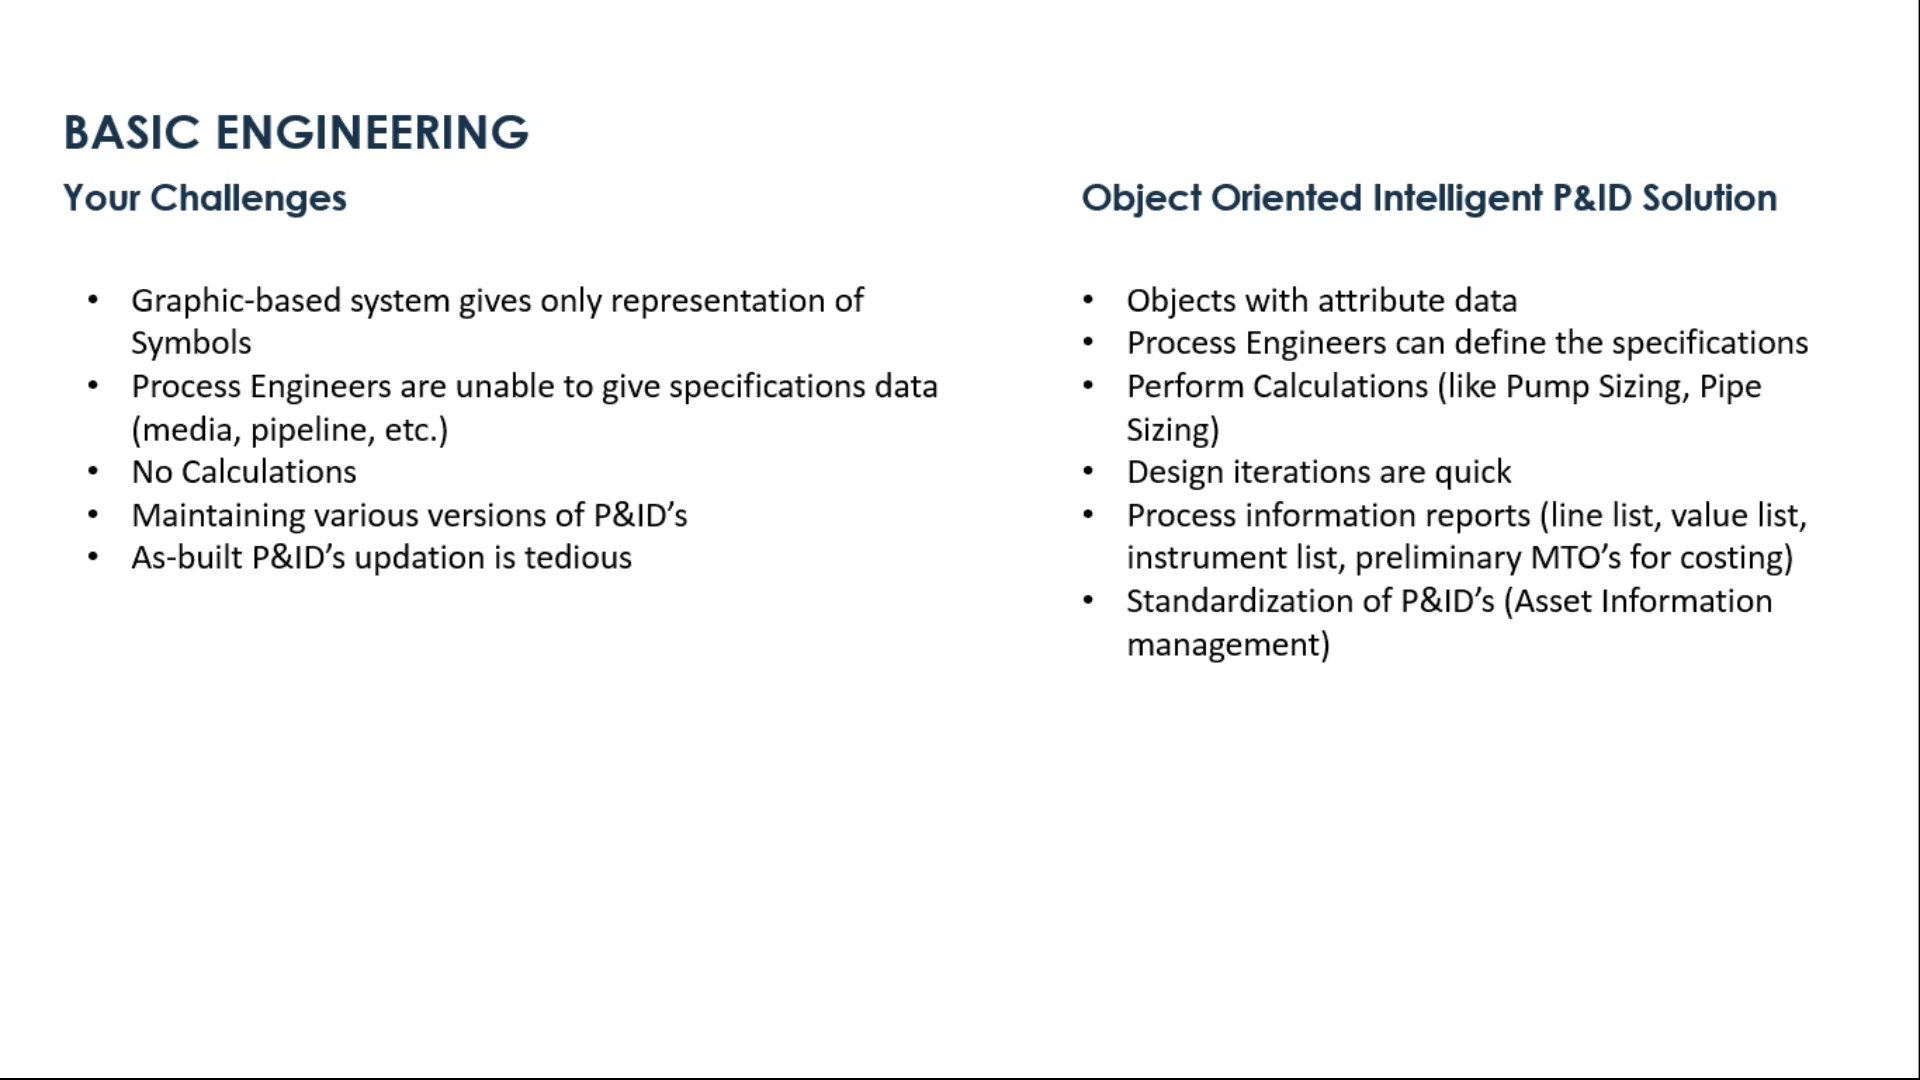 BASIC ENGINEERING
Your Challenges
• Graphic-based system gives only representation of
Symbols
• Process Engineers are unable to give specifications data
(media, pipeline, etc.)
• No Calculations
• Maintaining various versions of P&ID’s
• As-built P&ID’s updation is tedious
Object Oriented Intelligent P&ID Solution
• Objects with attribute data
• Process Engineers can define the specifications
• Perform Calculations (like Pump Sizing, Pipe
Sizing)
• Design iterations are quick
• Process information reports (line list, value list,
instrument list, preliminary MTO’s for costing)
• Standardization of P&ID’s (Asset Information
management)